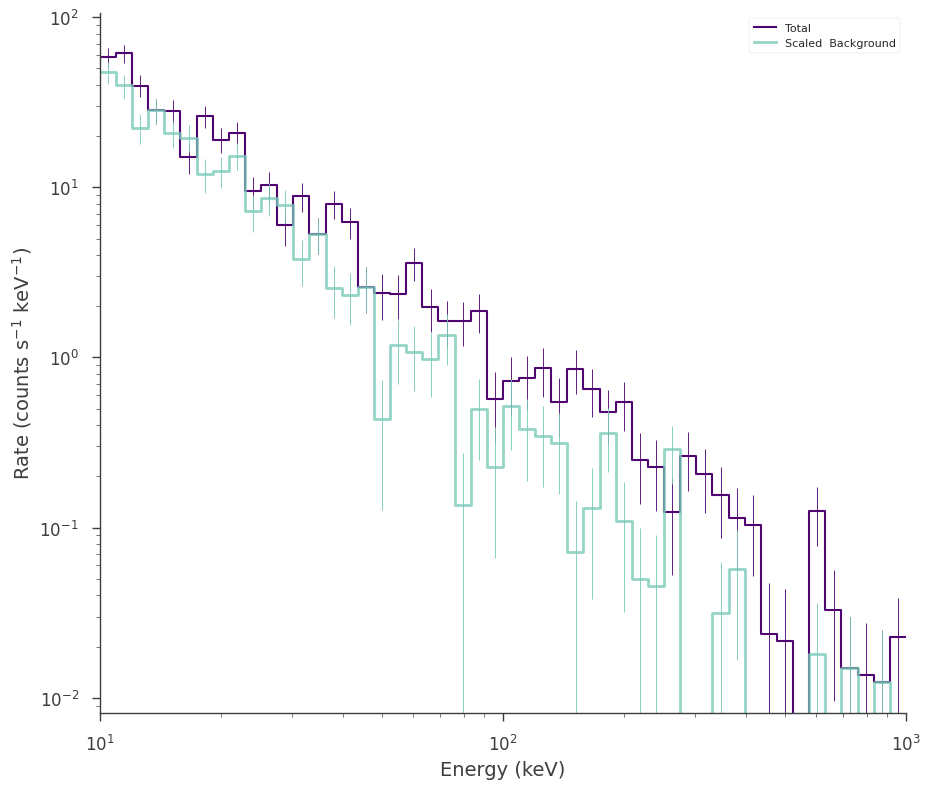 Total
Scaled  Background
10²
10¹
10⁰
10⁻¹
10⁻²
Rate (counts s⁻¹ keV⁻¹)
10¹
10²
10³
Energy (keV)